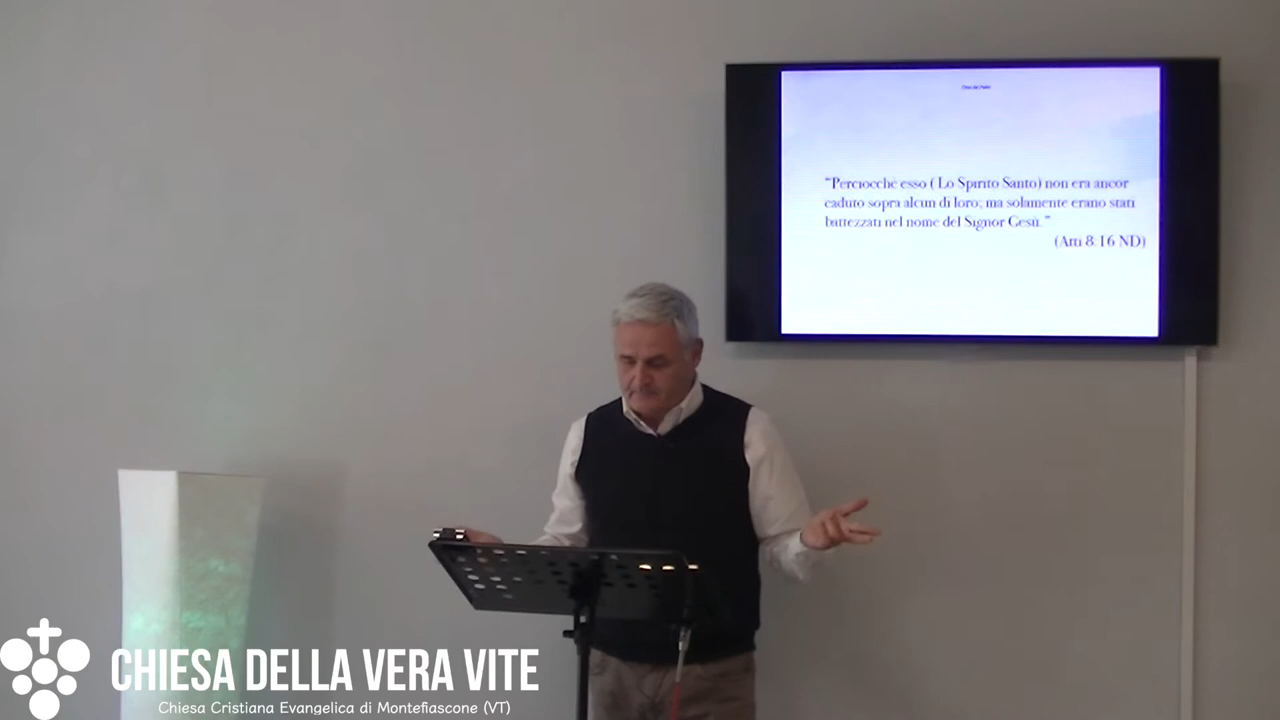 “Perciocchè esso ( Lo Spirito Santo) non era ancor
caduto sopra alcun di loro; ma solamente erano stati
battezzati nel nome del Signor Gesù.”
(Atti 8:16 ND)
CHIESA DELLA VERA VITE
Chiesa Cristiana Evangelica di Montefiascone (VT)